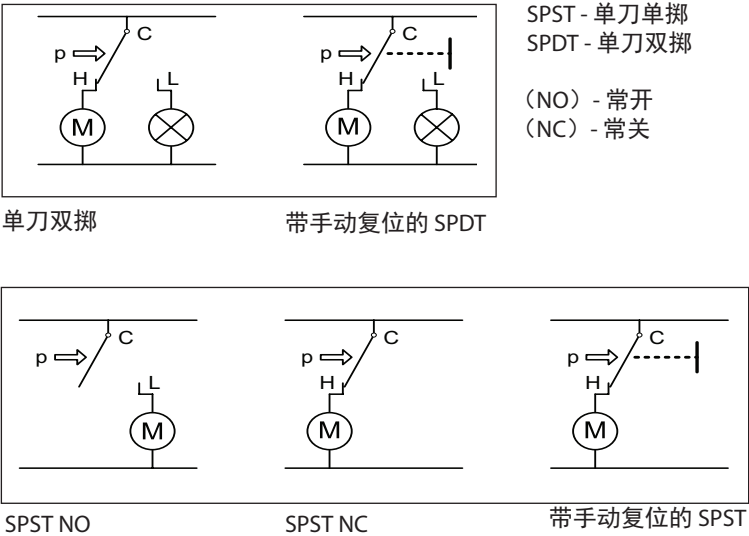 SPST - 单刀单掷
SPDT - 单刀双掷
（NO）- 常开
（NC）- 常关
C
p
H
L
M
C
p
H
L
M
单刀双掷
带手动复位的 SPDT
C
p
L
M
C
p
H
M
C
p
H
M
SPST NO
SPST NC
带手动复位的 SPST